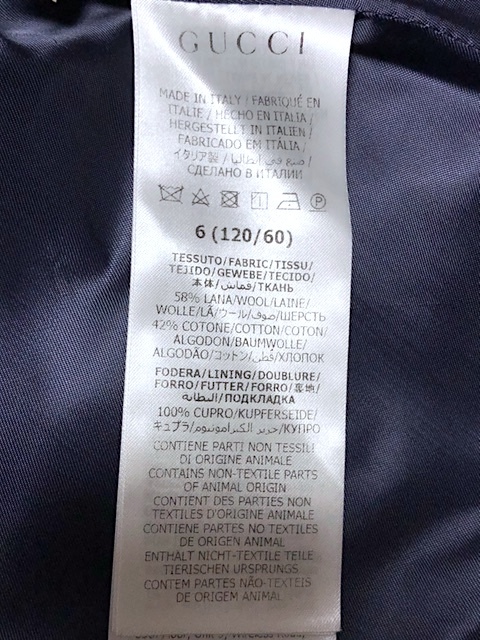 GUCCI
MADE IN ITALY / FABRIQUÉ EN
ITALIE / HECHO EN ITALIA /
HERGESTELLT IN ITALIEN /
FABRICADO EM ITÁLIA /
イタリア製 / صنع في ايطاليا /
СДЕЛАНО В ИТАЛИИ
P
6 (120/60)
TESSUTO/FABRIC/TISSU/
TEJIDO/GEWEBE/TECIDO/
本体/قماش/ТКАНЬ
58% LANA/WOOL/LAINE/
WOLLE/LÃ/ウール/صوف/ШЕРСТЬ
42% COTONE/COTTON/COTON/
ALGODON/BAUMWOLLE/
ALGODÃO/コットン/قطن/ХЛОПОК
FODERA/LINING/DOUBLURE/
FORRO/FUTTER/FORRO/裏地/
البطانة/ПОДКЛАДКА
100% CUPRO/KUPFERSEIDE/
キュプラ/حرير الكبرامونيوم/КУПРО
CONTIENE PARTI NON TESSILI
DI ORIGINE ANIMALE
CONTAINS NON-TEXTILE PARTS
OF ANIMAL ORIGIN
CONTIENT DES PARTIES NON
TEXTILES D'ORIGINE ANIMALE
CONTIENE PARTES NO TEXTILES
DE ORIGEN ANIMAL
ENTHÄLT NICHT-TEXTILE TEILE
TIERISCHEN URSPRUNGS
CONTÉM PARTES NÃO-TEXTEIS
DE ORIGEM ANIMAL